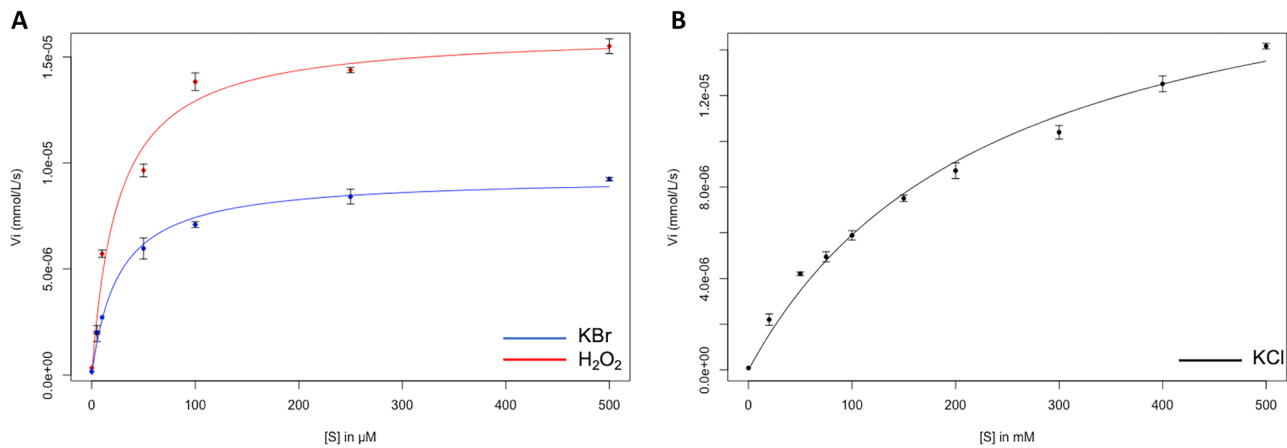 A
Vi (mmol/L/s)
1.5e-05
1.0e-05
5.0e-06
0.0e+00
KBr
H₂O₂
0 100 200 300 400 500
[S] in µM
B
Vi (mmol/L/s)
1.2e-05
8.0e-06
4.0e-06
0.0e+00
KCl
0 100 200 300 400 500
[S] in mM